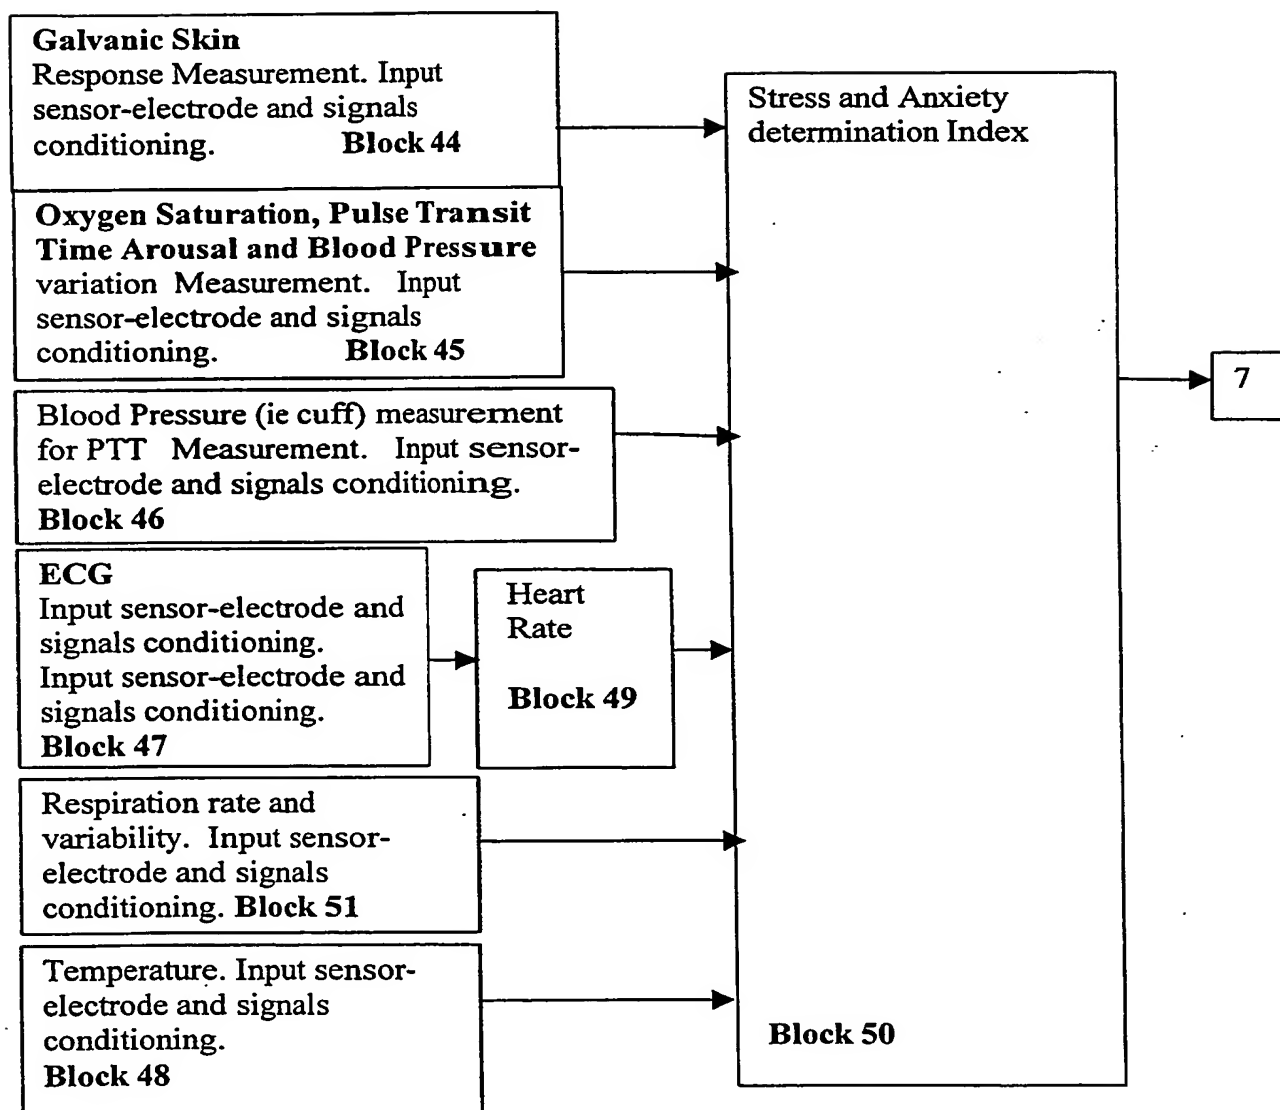 Galvanic Skin
Response Measurement. Input
sensor-electrode and signals
conditioning. Block 44
Oxygen Saturation, Pulse Transit
Time Arousal and Blood Pressure
variation Measurement. Input
sensor-electrode and signals
conditioning. Block 45
Blood Pressure (ie cuff) measurement
for PTT Measurement. Input sensor-
electrode and signals conditioning.
Block 46
ECG
Input sensor-electrode and
signals conditioning.
Input sensor-electrode and
signals conditioning.
Block 47
Heart
Rate
Block 49
Respiration rate and
variability. Input sensor-
electrode and signals
conditioning. Block 51
Temperature. Input sensor-
electrode and signals
conditioning.
Block 48
Stress and Anxiety
determination Index
Block 50
7